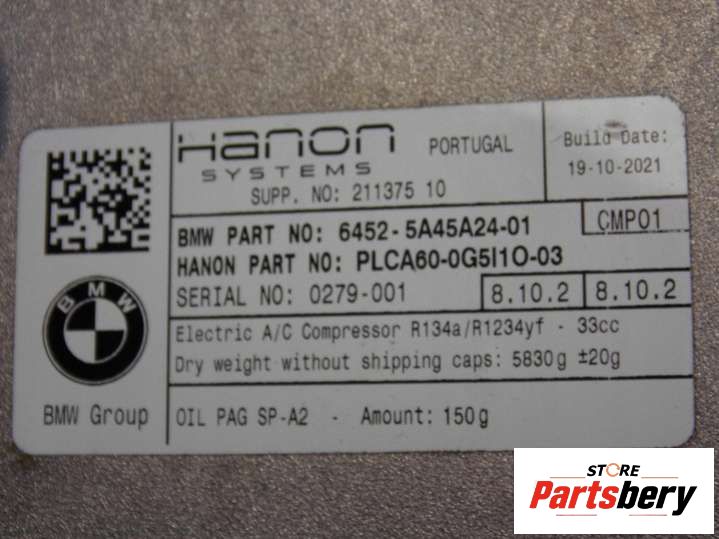 Hanon
SYSTEMS
PORTUGAL
SUPP. NO: 211375 10
Build Date:
19-10-2021
BMW PART NO: 6452-5A45A24-01
CMP01
HANON PART NO: PLCA60-0G5I1O-03
SERIAL NO: 0279-001
8.10.2
8.10.2
Electric A/C Compressor R134a/R1234yf - 33cc
Dry weight without shipping caps: 5830g ±20g
BMW
BMW Group
OIL PAG SP-A2 - Amount: 150g
STORE
Partsbery